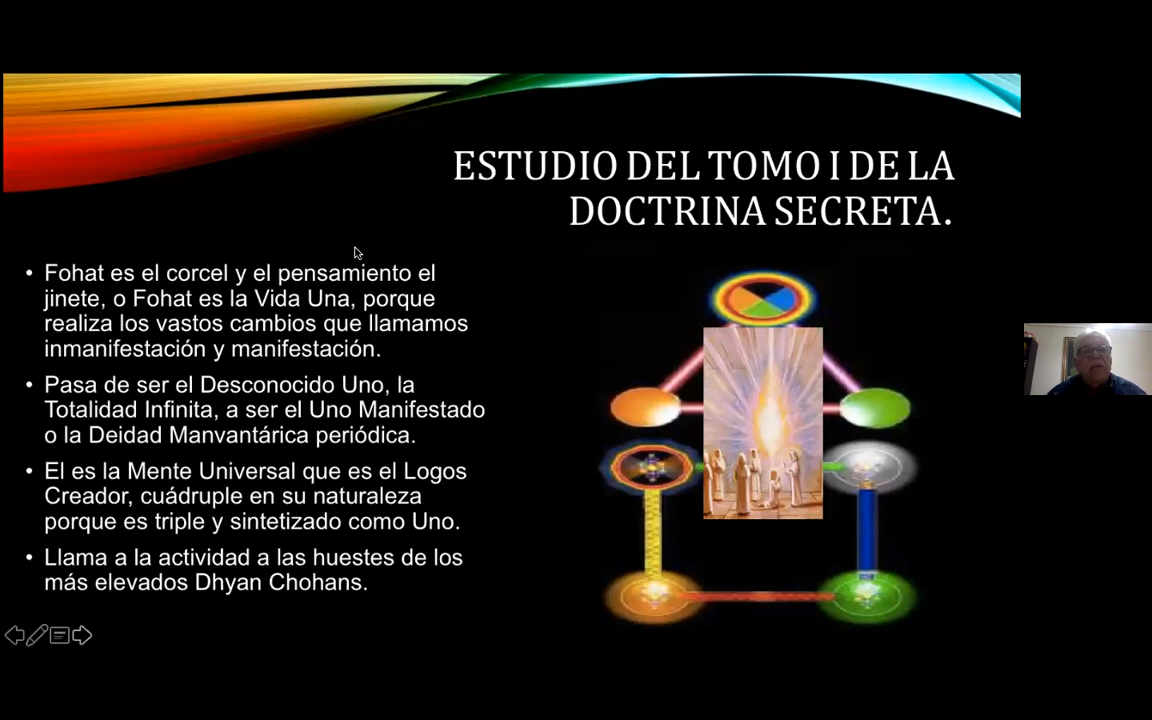 ESTUDIO DEL TOMO I DE LA
DOCTRINA SECRETA.
• Fohat es el corcel y el pensamiento el
jinete, o Fohat es la Vida Una, porque
realiza los vastos cambios que llamamos
inmanifestación y manifestación.
• Pasa de ser el Desconocido Uno, la
Totalidad Infinita, a ser el Uno Manifestado
o la Deidad Manvantárica periódica.
• El es la Mente Universal que es el Logos
Creador, cuádruple en su naturaleza
porque es triple y sintetizado como Uno.
• Llama a la actividad a las huestes de los
más elevados Dhyan Chohans.